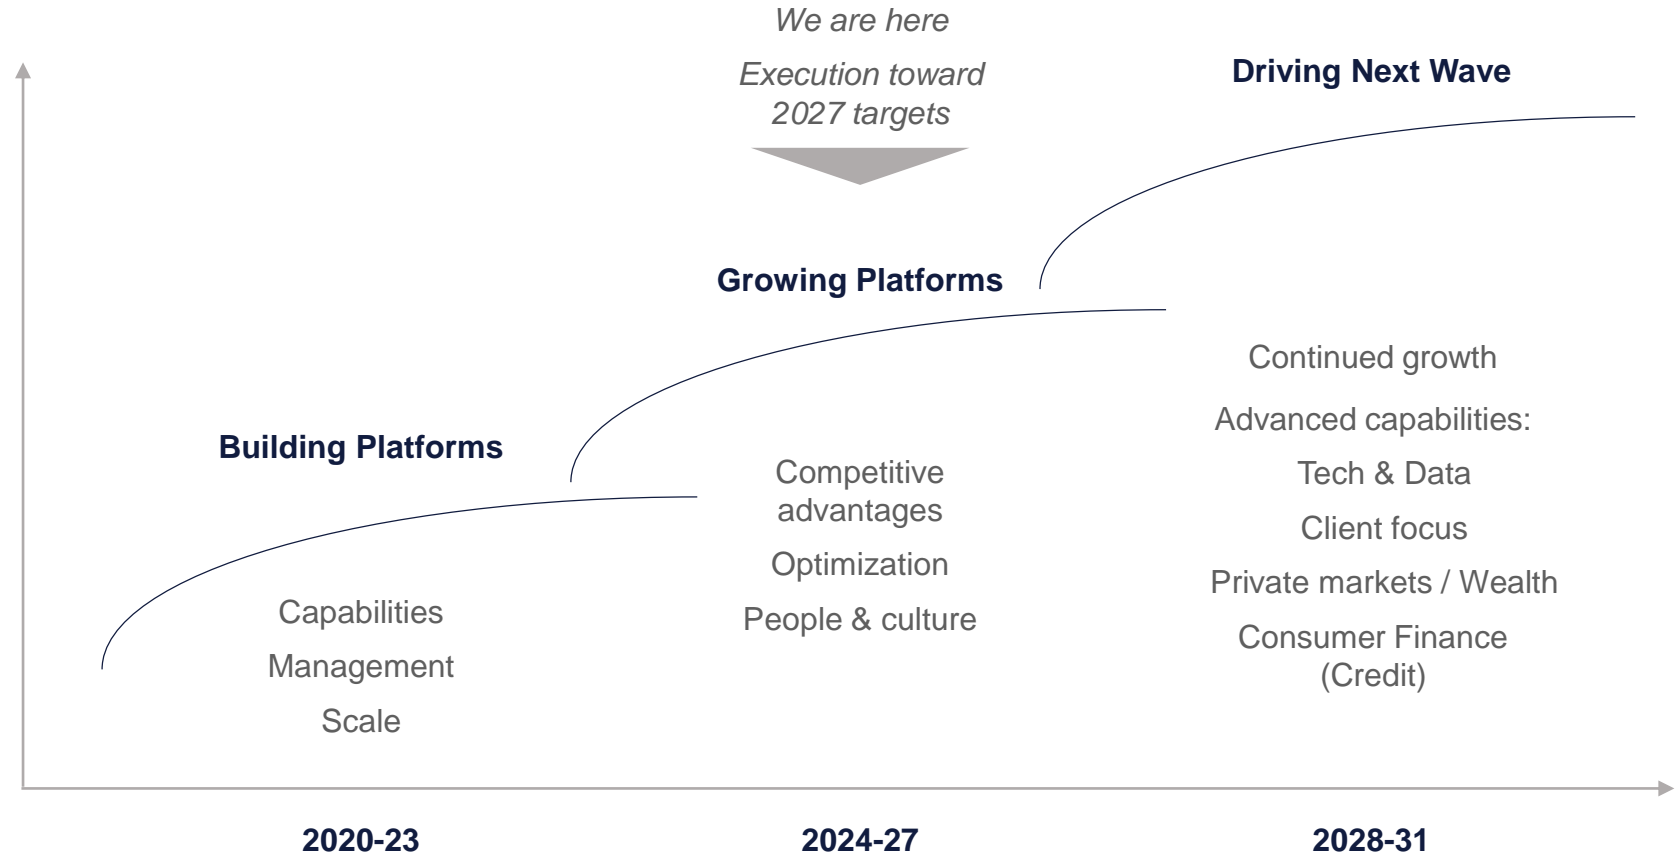 We are here
Execution toward
2027 targets
Driving Next Wave
Growing Platforms
Building Platforms
Capabilities
Management
Scale
Competitive
advantages
Optimization
People & culture
Continued growth
Advanced capabilities:
Tech & Data
Client focus
Private markets / Wealth
Consumer Finance
(Credit)
2020-23
2024-27
2028-31